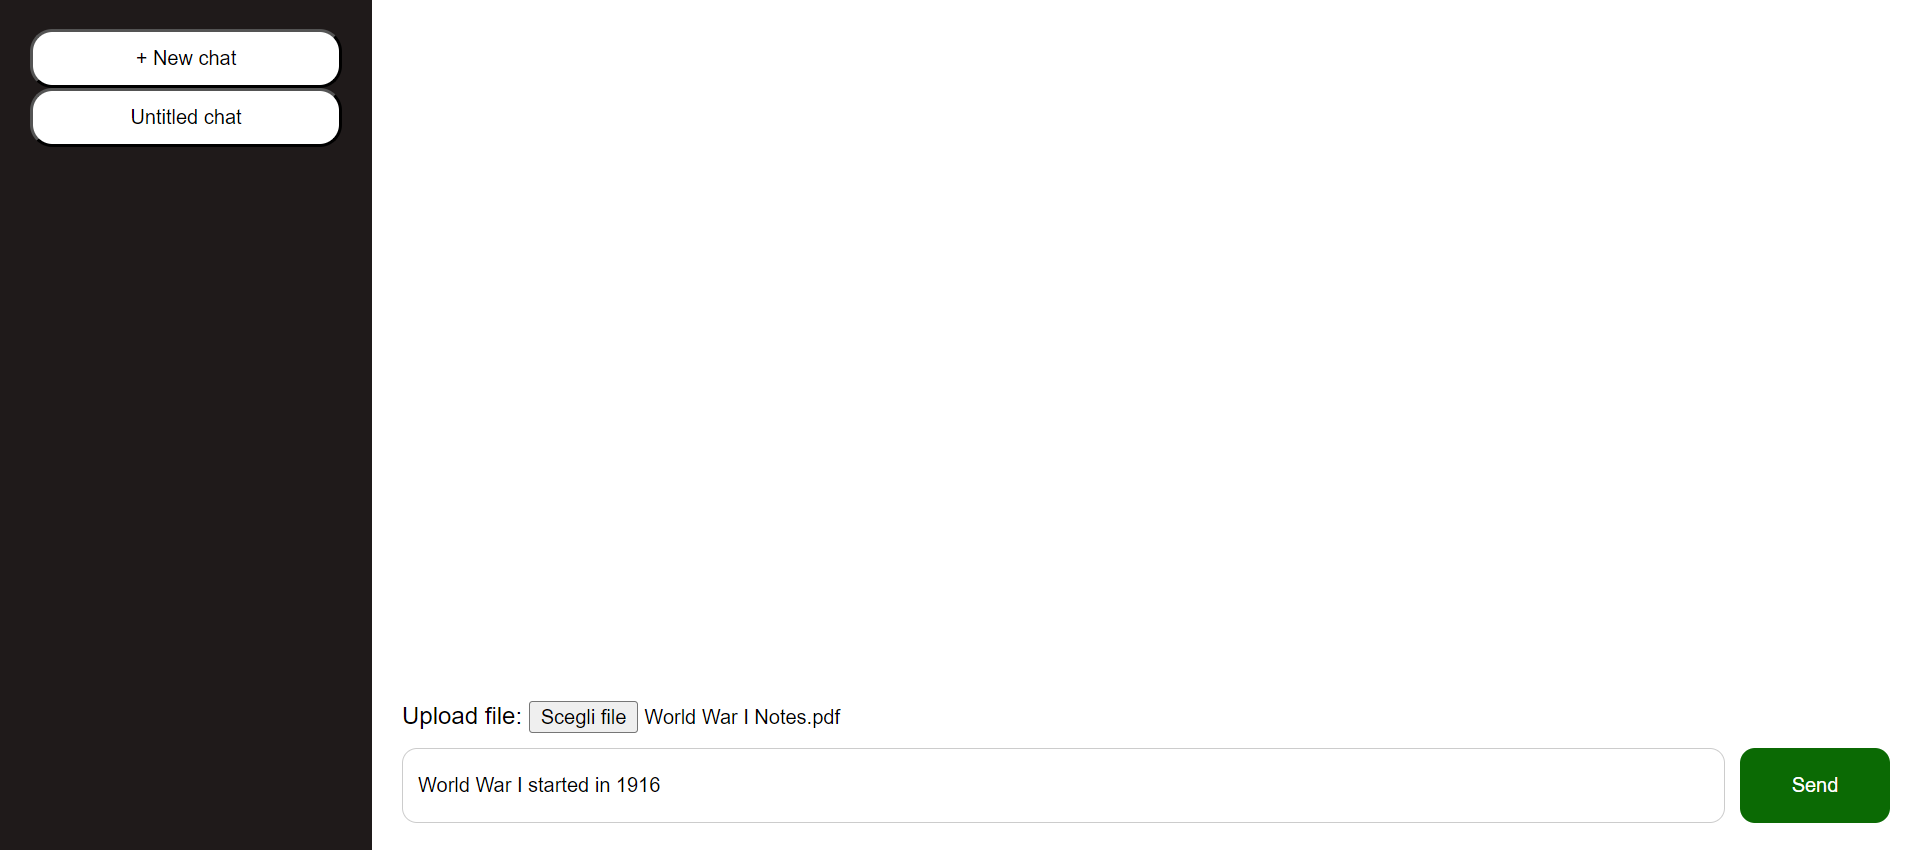 + New chat
Untitled chat
Upload file: Scegli file World War I Notes.pdf
World War I started in 1916
Send